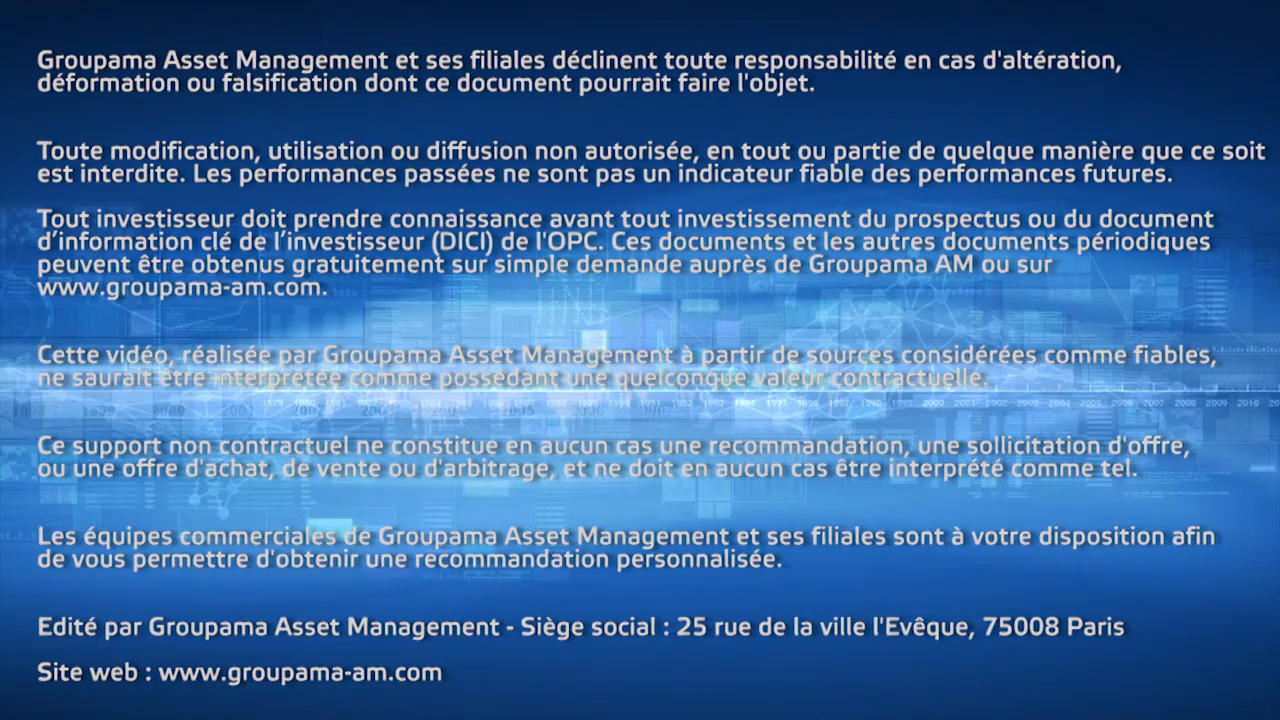 Groupama Asset Management et ses filiales déclinent toute responsabilité en cas d'altération,
déformation ou falsification dont ce document pourrait faire l'objet.
Toute modification, utilisation ou diffusion non autorisée, en tout ou partie de quelque manière que ce soit
est interdite. Les performances passées ne sont pas un indicateur fiable des performances futures.
Tout investisseur doit prendre connaissance avant tout investissement du prospectus ou du document
d’information clé de l’investisseur (DICI) de l'OPC. Ces documents et les autres documents périodiques
peuvent être obtenus gratuitement sur simple demande auprès de Groupama AM ou sur
www.groupama-am.com.
Cette vidéo, réalisée par Groupama Asset Management à partir de sources considérées comme fiables,
ne saurait être interprétée comme possédant une quelconque valeur contractuelle.
Ce support non contractuel ne constitue en aucun cas une recommandation, une sollicitation d'offre,
ou une offre d'achat, de vente ou d'arbitrage, et ne doit en aucun cas être interprété comme tel.
Les équipes commerciales de Groupama Asset Management et ses filiales sont à votre disposition afin
de vous permettre d'obtenir une recommandation personnalisée.
Edité par Groupama Asset Management - Siège social : 25 rue de la ville l'Evêque, 75008 Paris
Site web : www.groupama-am.com